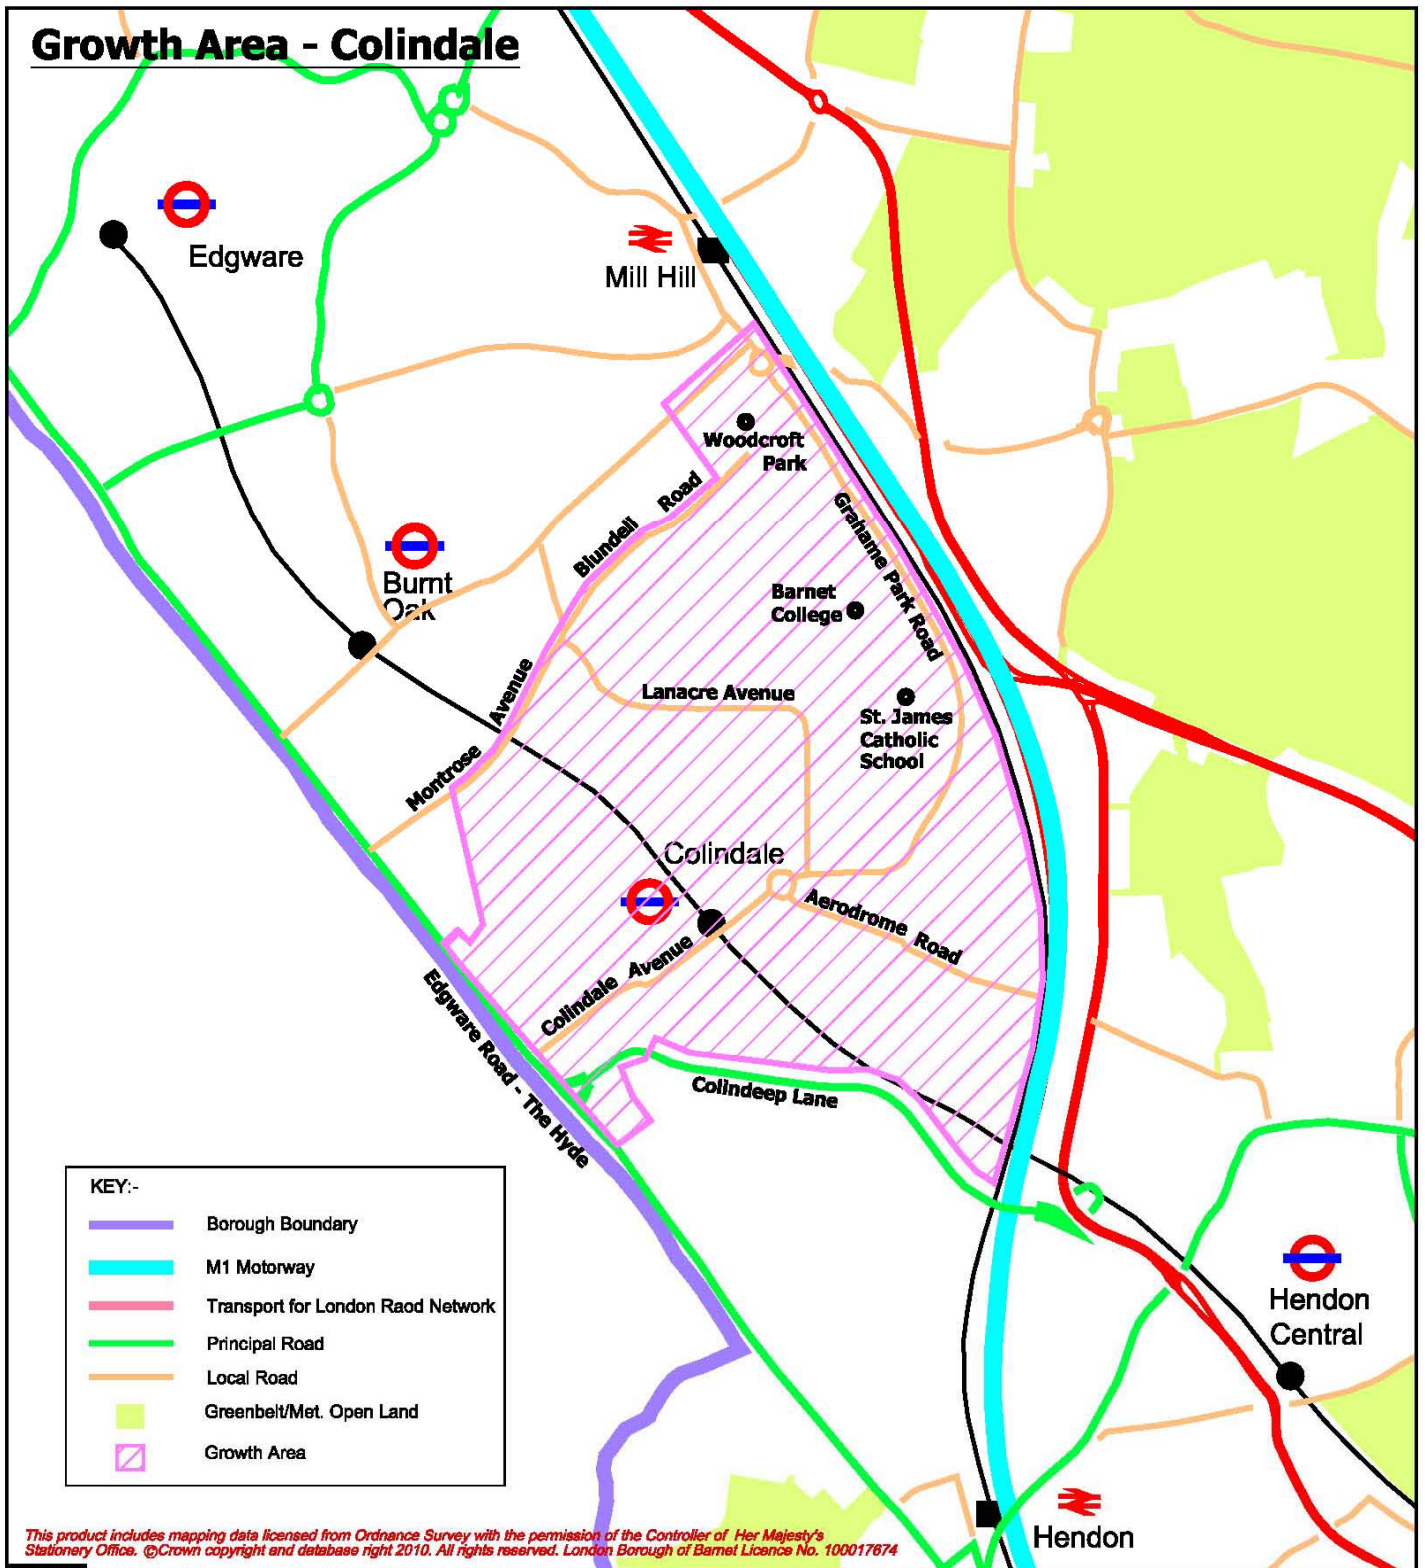 Growth Area - Colindale
Edgware
Mill Hill
Woodcroft
Park
Blundell Road
Grahame Park Road
Burnt
Oak
Barnet
College
Montrose Avenue
Lanacre Avenue
St. James
Catholic
School
Colindale
Aerodrome Road
Colindale Avenue
Edgware Road - The Hyde
Colindeep Lane
KEY:-
Borough Boundary
M1 Motorway
Transport for London Raod Network
Principal Road
Local Road
Greenbelt/Met. Open Land
Growth Area
Hendon
Central
Hendon
This product includes mapping data licensed from Ordnance Survey with the permission of the Controller of Her Majesty's
Stationery Office. ©Crown copyright and database right 2010. All rights reserved. London Borough of Barnet Licence No. 100017674